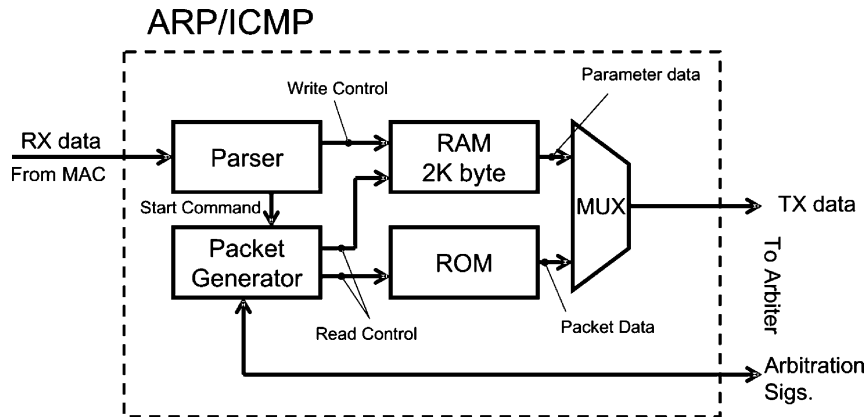 ARP/ICMP
Parameter data
Write Control
RX data
From MAC
Parser
RAM
2K byte
Start Command
MUX
TX data
Packet
Generator
ROM
To Arbiter
Read Control
Packet Data
Arbitration
Sigs.